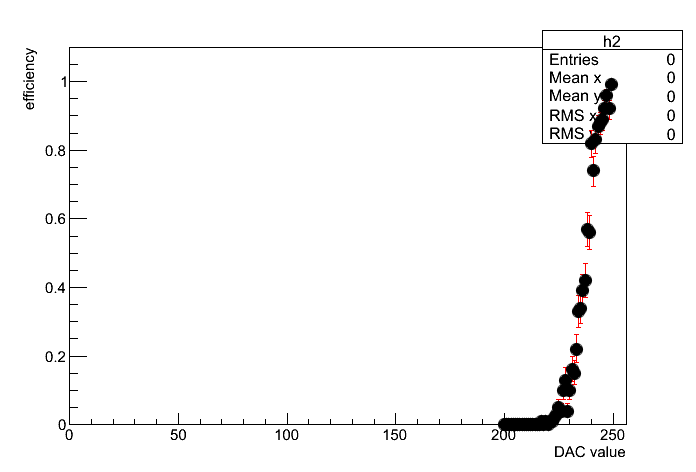 h2
Entries 0
Mean x 0
Mean y 0
RMS x 0
RMS 0
efficiency
1
0.8
0.6
0.4
0.2
0
0 50 100 150 200 250
DAC value